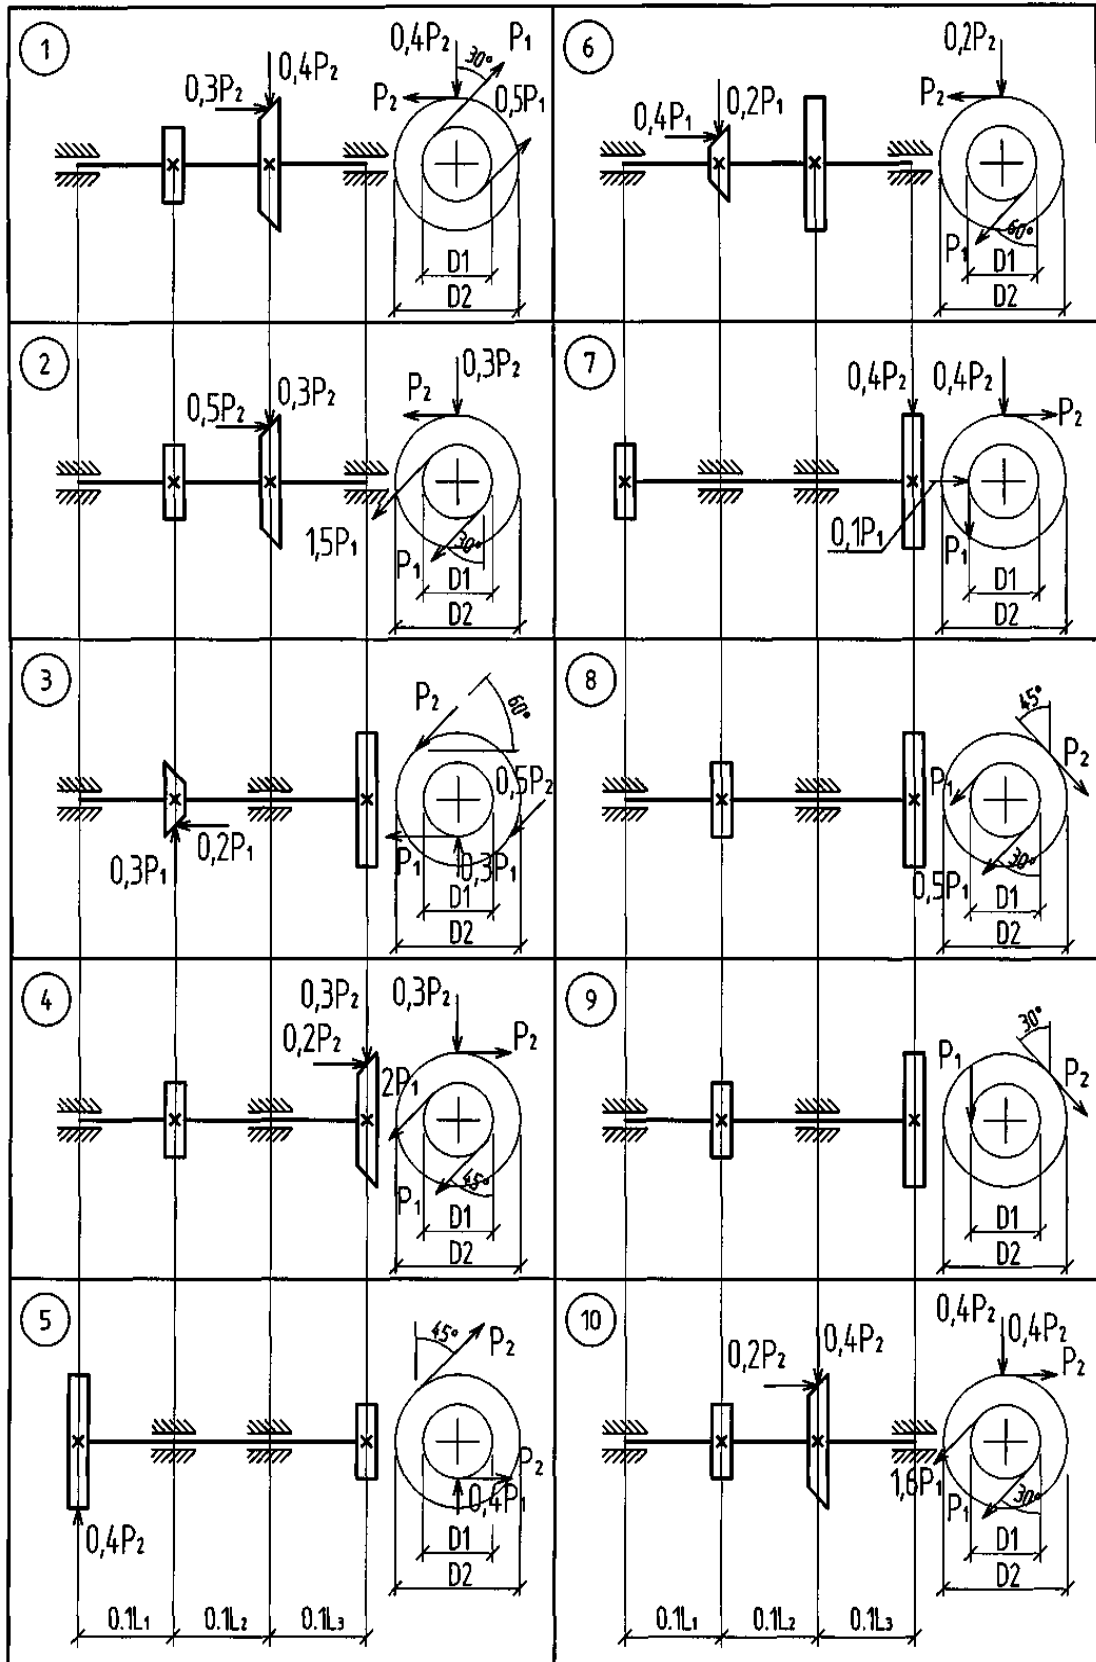 1
0,4P₂
0,3P₂
0,4P₂
30°
P₁
P₂
0,5P₁
D1
D2
6
0,2P₂
0,2P₁
0,4P₁
P₂
P₁
60°
D1
D2
2
0,3P₂
0,5P₂
0,3P₂
P₂
1,5P₁
P₁
30°
D1
D2
7
0,4P₂
0,4P₂
P₂
0,1P₁
P₁
D1
D2
3
P₂
60°
0,5P₂
0,2P₁
0,3P₁
P₁
0,3P₁
D1
D2
8
45°
P₂
P₁
30°
0,5P₁
D1
D2
4
0,3P₂
0,2P₂
0,3P₂
P₂
2P₁
P₁
45°
D1
D2
9
30°
P₁
P₂
D1
D2
5
45°
P₂
P₂
0,4P₁
0,4P₂
D1
D2
10
0,4P₂
0,2P₂
0,4P₂
0,4P₂
P₂
1,6P₁
P₁
30°
D1
D2
0.1L₁
0.1L₂
0.1L₃
0.1L₁
0.1L₂
0.1L₃